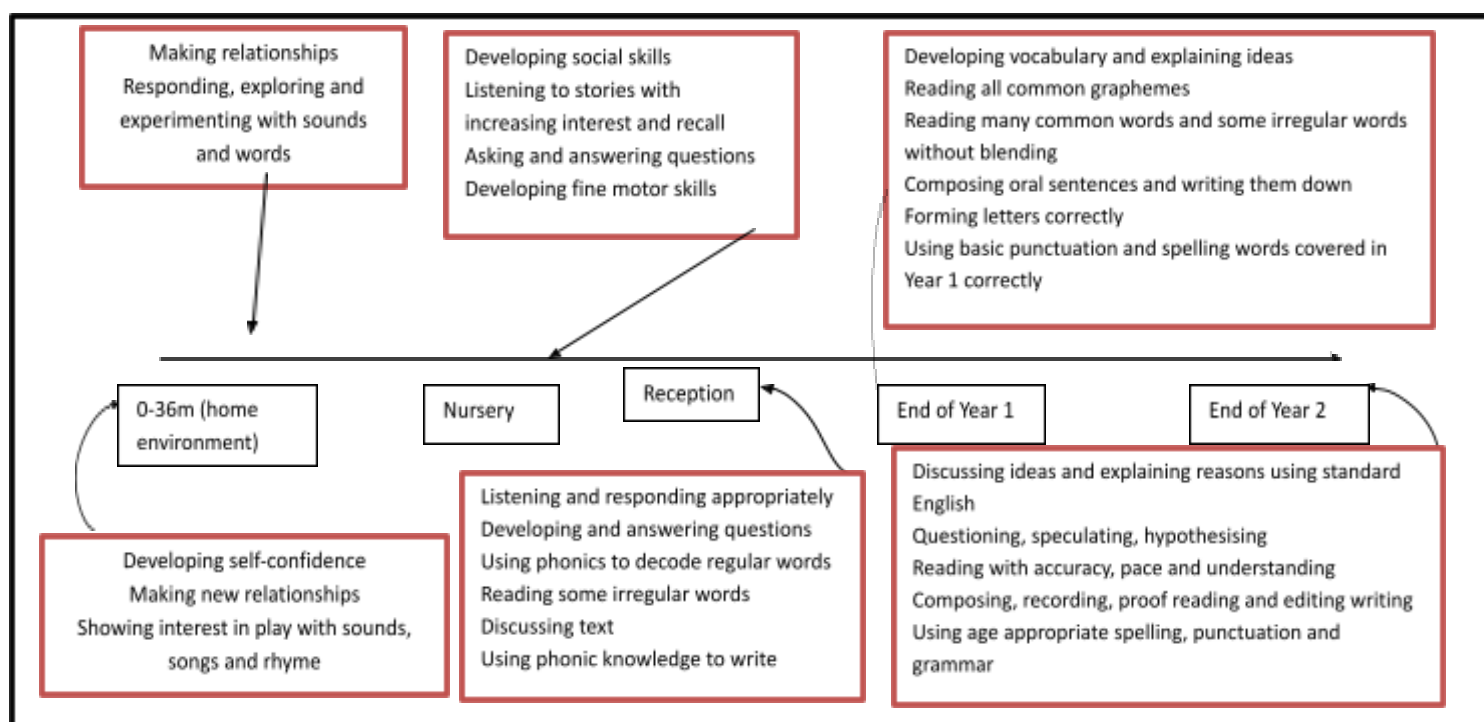 Making relationships
Responding, exploring and
experimenting with sounds
and words
Developing social skills
Listening to stories with
increasing interest and recall
Asking and answering questions
Developing fine motor skills
Developing vocabulary and explaining ideas
Reading all common graphemes
Reading many common words and some irregular words
without blending
Composing oral sentences and writing them down
Forming letters correctly
Using basic punctuation and spelling words covered in
Year 1 correctly
0-36m (home
environment)
Nursery
Reception
End of Year 1
End of Year 2
Developing self-confidence
Making new relationships
Showing interest in play with sounds,
songs and rhyme
Listening and responding appropriately
Developing and answering questions
Using phonics to decode regular words
Reading some irregular words
Discussing text
Using phonic knowledge to write
Discussing ideas and explaining reasons using standard
English
Questioning, speculating, hypothesising
Reading with accuracy, pace and understanding
Composing, recording, proof reading and editing writing
Using age appropriate spelling, punctuation and
grammar